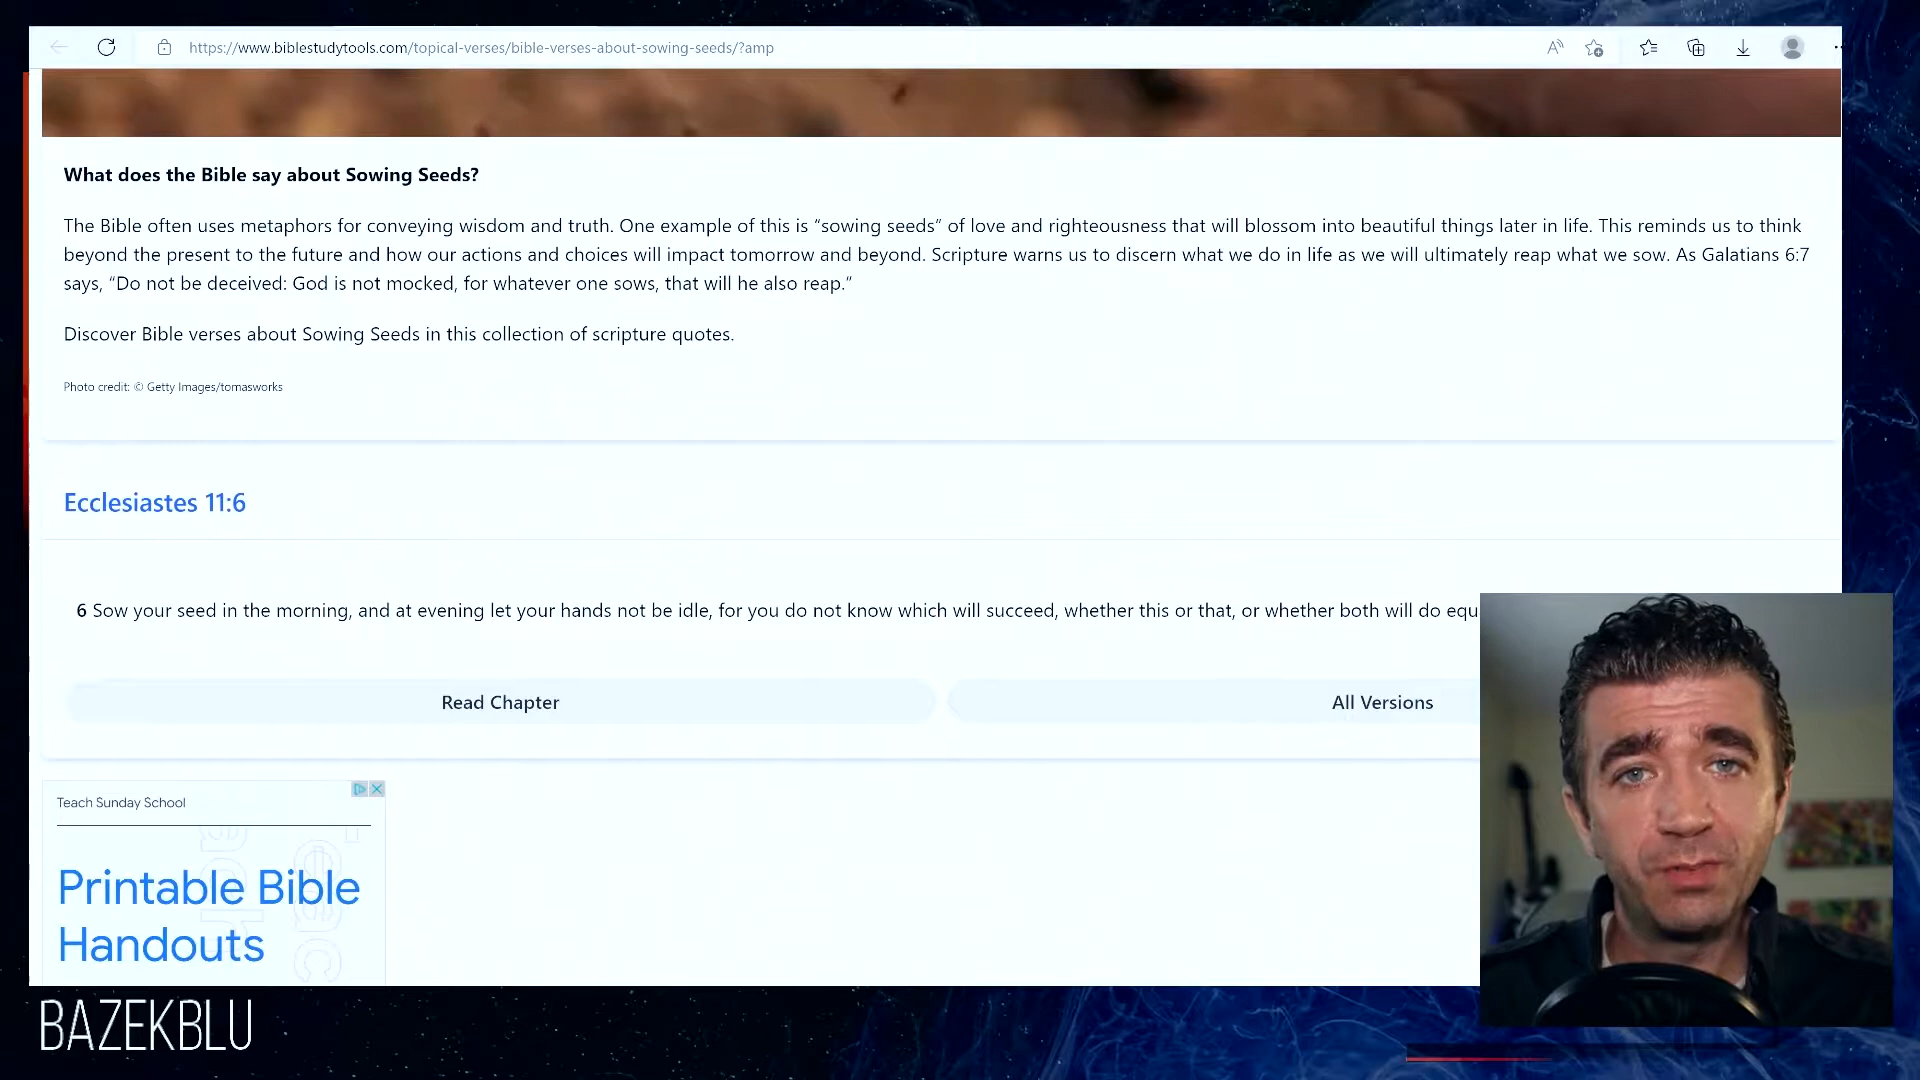 https://www.biblestudytools.com/topical-verses/bible-verses-about-sowing-seeds/?amp
What does the Bible say about Sowing Seeds?
The Bible often uses metaphors for conveying wisdom and truth. One example of this is “sowing seeds” of love and righteousness that will blossom into beautiful things later in life. This reminds us to think
beyond the present to the future and how our actions and choices will impact tomorrow and beyond. Scripture warns us to discern what we do in life as we will ultimately reap what we sow. As Galatians 6:7
says, “Do not be deceived: God is not mocked, for whatever one sows, that will he also reap.”
Discover Bible verses about Sowing Seeds in this collection of scripture quotes.
Photo credit: © Getty Images/tomasworks
Ecclesiastes 11:6
6 Sow your seed in the morning, and at evening let your hands not be idle, for you do not know which will succeed, whether this or that, or whether both will do equ
Read Chapter
All Versions
Teach Sunday School
Printable Bible
Handouts
BAZEKBLU